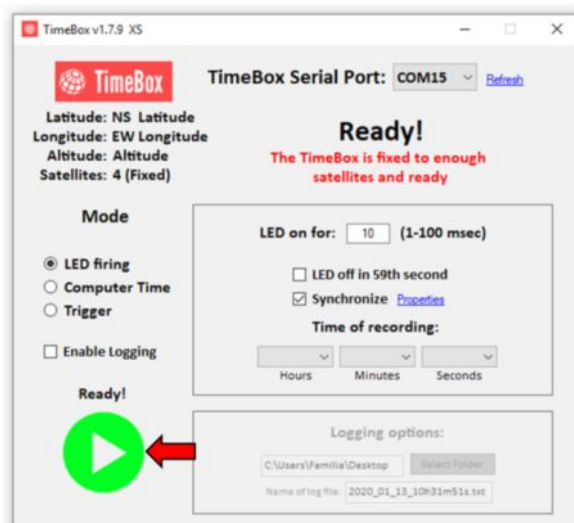 TimeBox v1.7.9 XS
TimeBox
TimeBox Serial Port: COM15 Refresh
Latitude: NS Latitude
Longitude: EW Longitude
Altitude: Altitude
Satellites: 4 (Fixed)
Ready!
The TimeBox is fixed to enough
satellites and ready
Mode
LED firing
Computer Time
Trigger
Enable Logging
Ready!
LED on for: 10 (1-100 msec)
LED off in 59th second
Synchronize Properties
Time of recording:
Hours Minutes Seconds
Logging options:
C:\Users\Familia\Desktop Select Folder
Name of log file: 2020_01_13_10h31m51s.txt